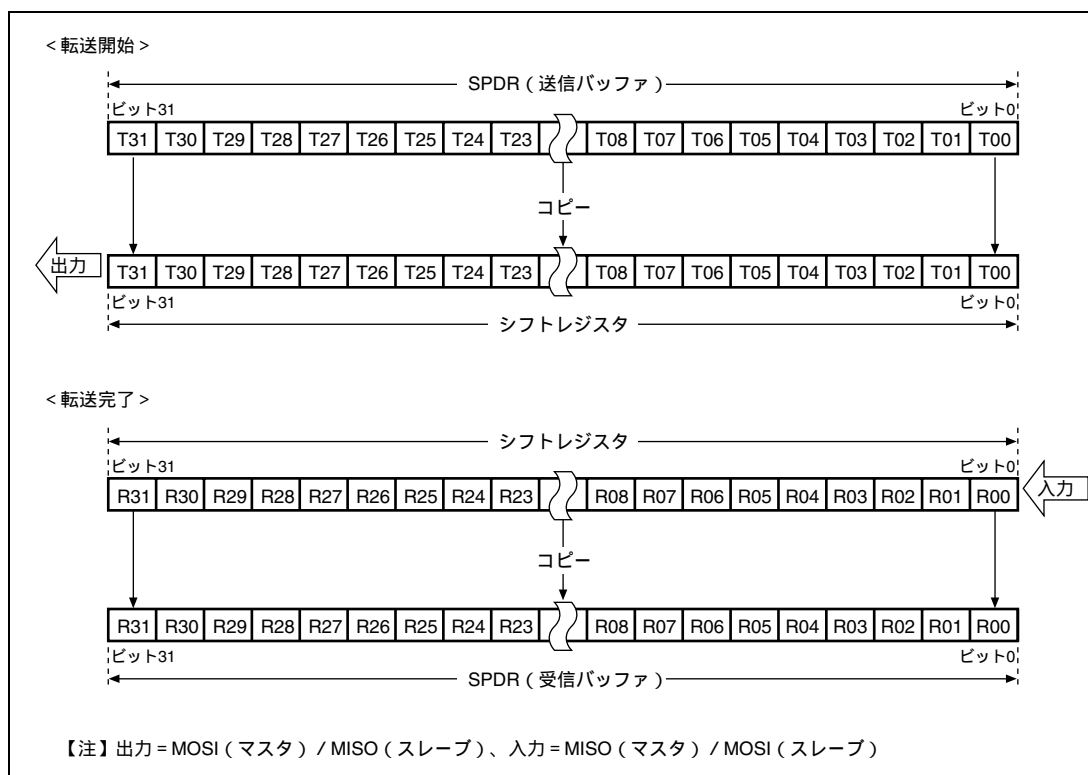 <転送開始>
SPDR(送信バッファ)
ビット31 ビット0
T31 T30 T29 T28 T27 T26 T25 T24 T23 T08 T07 T06 T05 T04 T03 T02 T01 T00
コピー
出力 T31 T30 T29 T28 T27 T26 T25 T24 T23 T08 T07 T06 T05 T04 T03 T02 T01 T00
ビット31 ビット0
シフトレジスタ
<転送完了>
シフトレジスタ
ビット31 ビット0
R31 R30 R29 R28 R27 R26 R25 R24 R23 R08 R07 R06 R05 R04 R03 R02 R01 R00 入力
コピー
R31 R30 R29 R28 R27 R26 R25 R24 R23 R08 R07 R06 R05 R04 R03 R02 R01 R00
ビット31 ビット0
SPDR(受信バッファ)
【注】出力=MOSI(マスタ)/MISO(スレーブ)、入力=MISO(マスタ)/MOSI(スレーブ)